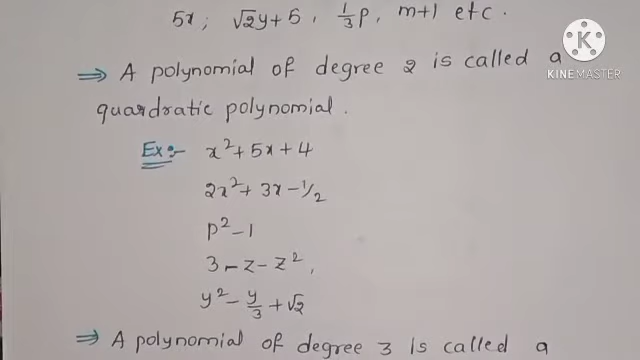 5x; √2y+5, 1/3p, m+1 etc.
⇒ A polynomial of degree 2 is called a
quardratic polynomial.
Ex:- x²+5x+4
2x²+3x-1/2
p²-1
3-z-z²,
y²-y/3+√2
⇒ A polynomial of degree 3 is called a
K
KINEMASTER